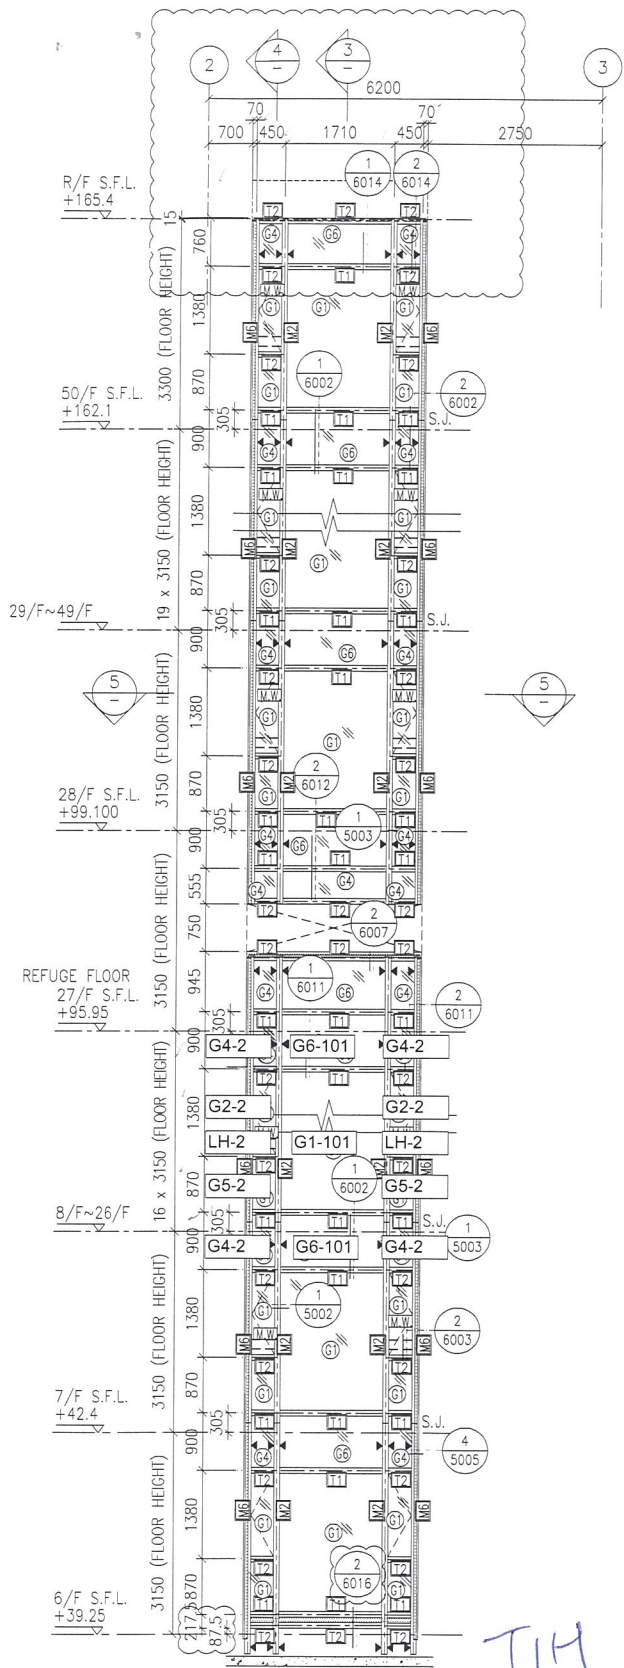 2
4
–
3
–
3
6200
70
70
700
450
1710
450
2750
1
6014
2
6014
R/F S.F.L.
+165.4
15
T2
T2
T2
G4
G6
G4
760
T2
T1
T2
M.W
M.W
G1
G1
G1
1380
3300 (FLOOR HEIGHT)
M6
M2
M2
M6
T2
T2
1
6002
870
G1
G1
2
6002
50/F S.F.L.
+162.1
305
T1
T1
T1
S.J.
900
G4
G6
G4
T1
T1
T1
M.W
M.W
G1
G1
1380
19 x 3150 (FLOOR HEIGHT)
M6
M2
M2
M6
T2
G1
T2
870
G1
G1
29/F~49/F
305
T1
T1
T1
S.J.
900
G4
G6
G4
T2
T1
T2
5
–
M.W
M.W
5
–
G1
G1
1380
G1
3150 (FLOOR HEIGHT)
T2
T2
M6
M2
2
6012
M2
M6
870
G1
G1
28/F S.F.L.
+99.100
305
T1
T1
T1
1
5003
900
G4
G6
G4
T1
T1
T1
555
G4
G4
G4
T2
T2
T2
750
2
6007
3150 (FLOOR HEIGHT)
T2
T2
T2
945
REFUGE FLOOR
27/F S.F.L.
+95.95
G4
1
6011
G6
G4
2
6011
305
T1
T1
T1
900
G4-2
G6-101
G4-2
T2
T1
T2
1380
G2-2
G2-2
LH-2
G1-101
LH-2
16 x 3150 (FLOOR HEIGHT)
M6
T2
M2
M2
T2
M6
870
G5-2
1
6002
G5-2
8/F~26/F
305
T1
T1
T1
S.J.
900
G4-2
G6-101
G4-2
1
5003
T2
T1
T2
1380
G1
1
5002
G1
M.W
M.W
2
6003
3150 (FLOOR HEIGHT)
M6
M2
G1
M2
M6
T2
T2
870
G1
G1
7/F S.F.L.
+42.4
305
T1
T1
T1
S.J.
900
G4
G6
G4
4
5005
T2
T1
T2
1380
M6
G1
M2
G1
M2
G1
M6
3150 (FLOOR HEIGHT)
T2
T2
870
G1
2
6016
G1
6/F S.F.L.
+39.25
T1
T1
217.5
87.5
T2
T2
T2
T1H